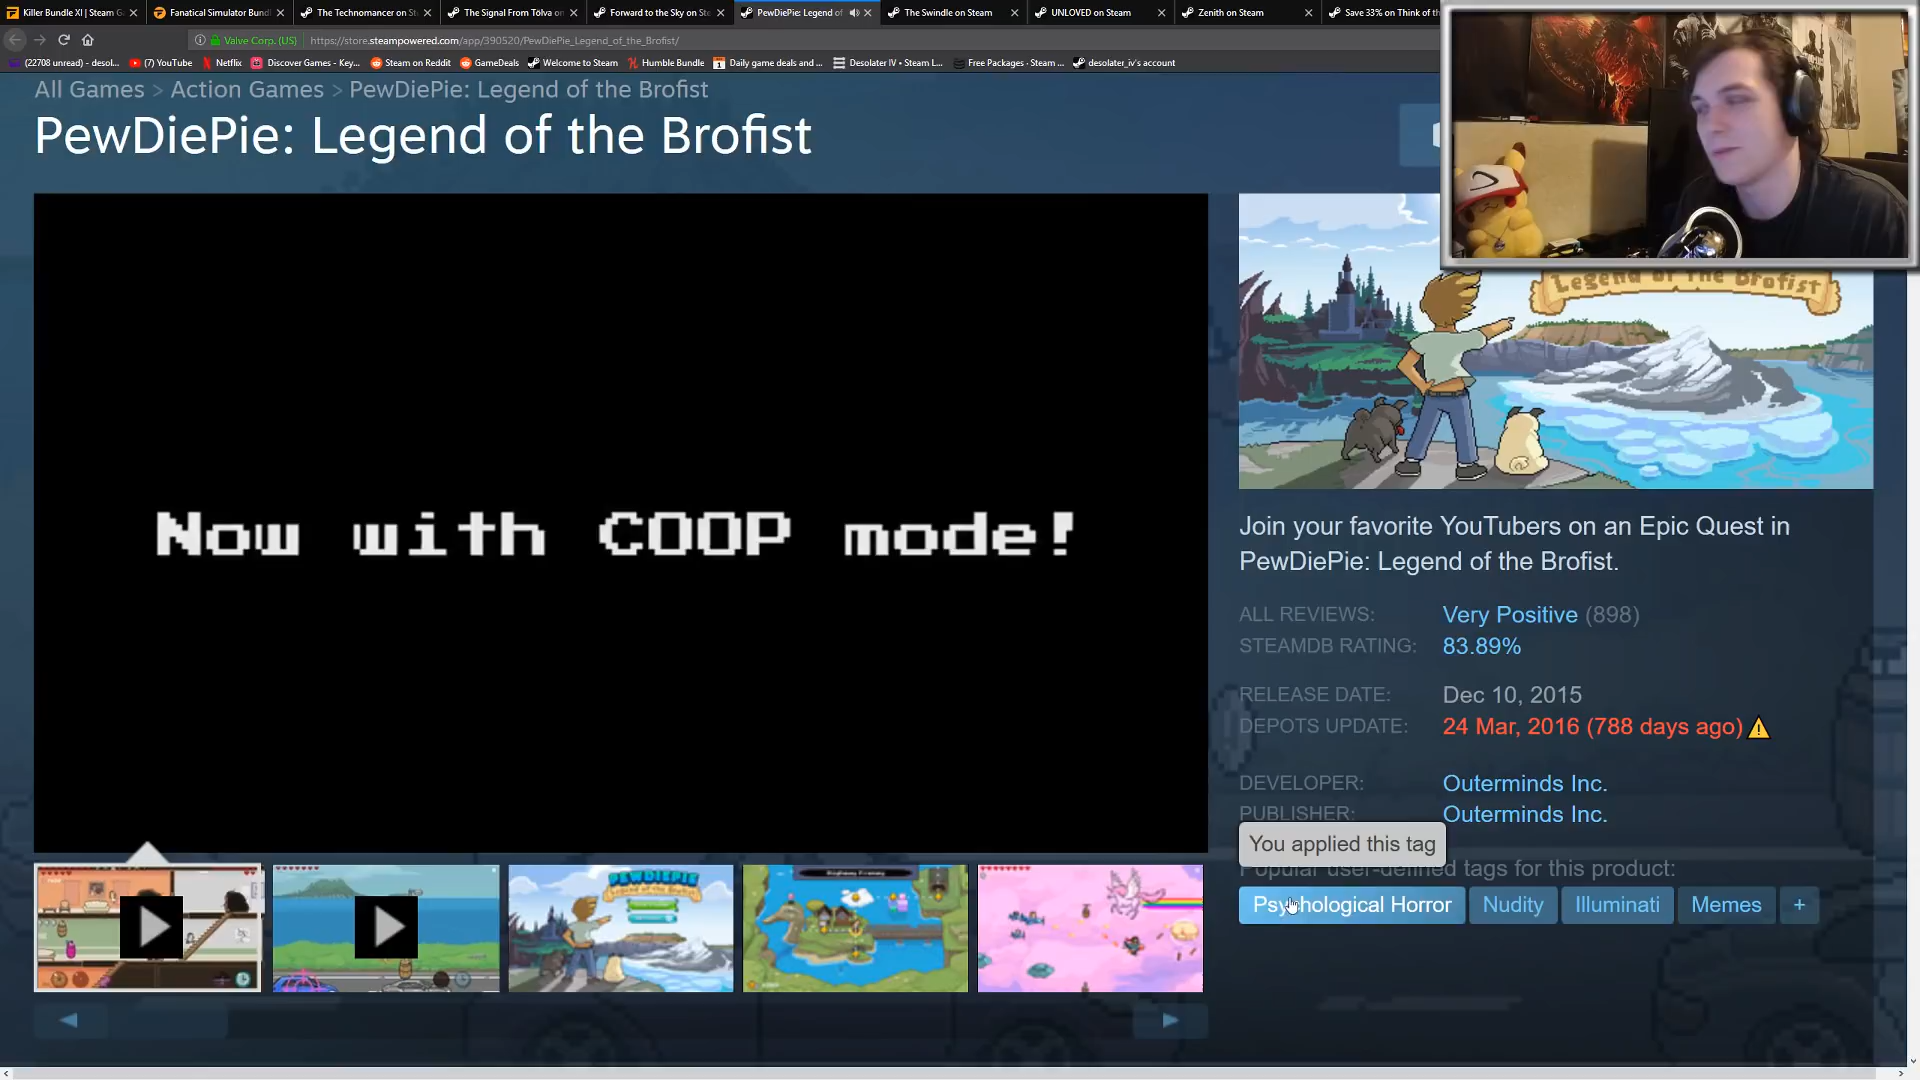 Killer Bundle XI | Steam G
Fanatical Simulator Bund
The Technomancer on St
The Signal From Tölva on
Forward to the Sky on Ste
PewDiePie: Legend of
The Swindle on Steam
UNLOVED on Steam
Zenith on Steam
Save 33% on Think of th
Valve Corp. (US)
https://store.steampowered.com/app/390520/PewDiePie_Legend_of_the_Brofist/
(22708 unread) - desol...
(7) YouTube
Netflix
Discover Games - Key...
Steam on Reddit
GameDeals
Welcome to Steam
Humble Bundle
Daily game deals and ...
Desolater IV • Steam L...
Free Packages · Steam ...
desolater_iv's account
All Games > Action Games > PewDiePie: Legend of the Brofist
PewDiePie: Legend of the Brofist
Now with COOP mode!
Legend of the Brofist
Join your favorite YouTubers on an Epic Quest in
PewDiePie: Legend of the Brofist.
ALL REVIEWS: Very Positive (898)
STEAMDB RATING: 83.89%
RELEASE DATE: Dec 10, 2015
DEPOTS UPDATE: 24 Mar, 2016 (788 days ago)
DEVELOPER: Outerminds Inc.
PUBLISHER: Outerminds Inc.
You applied this tag
Popular user-defined tags for this product:
Psychological Horror
Nudity
Illuminati
Memes
+
PEWDIEPIE
Legend of the Brofist